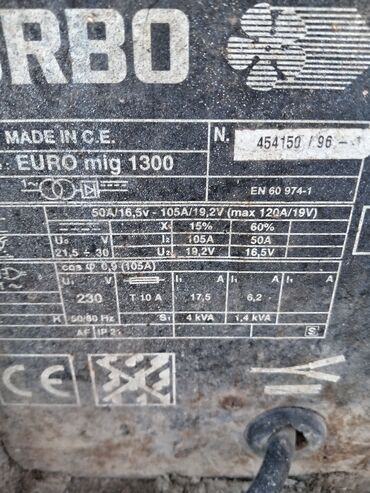 RBO
MADE IN C.E.
N.
454150 / 96 -
EURO mig 1300
1~
EN 60 974-1
50A/16,5v - 105A/19,2V (max 120A/19V)
X 15% 60%
U₀ V I₂ 105A 50A
21,5 ÷ 30 U₂ 19,2V 16,5V
cos φ 0,9 (105A)
1~ U₁ V I₁ A I₁ A
230 T 10 A 17,5 6,2
50/60 Hz S₁ 4 kVA 1,4 kVA
AF IP 21 S
CE